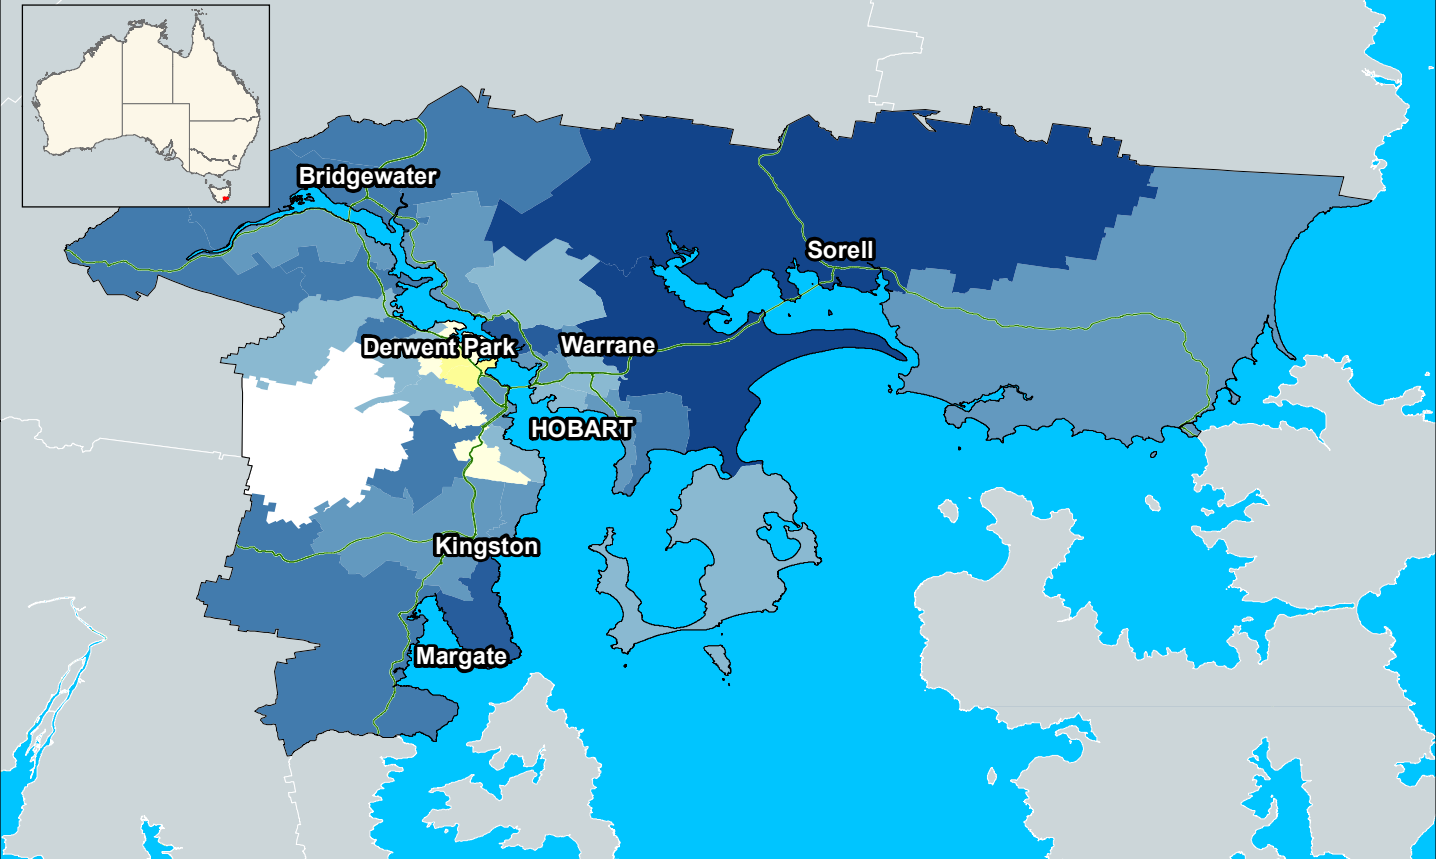 Bridgewater
Sorell
Derwent Park
Warrane
HOBART
Kingston
Margate